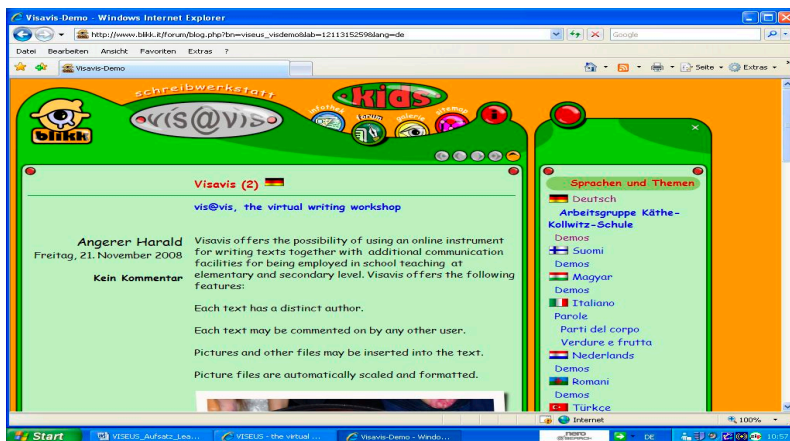 Visavis-Demo - Windows Internet Explorer
http://www.blikk.it/forum/blog.php?bn=viseus_visdemo&lab=1211315259&lang=de
Google
Datei Bearbeiten Ansicht Favoriten Extras ?
Visavis-Demo
Seite Extras
schreibwerkstatt
vis@vis
kids
infothek forum galerie sitemap
blikk
Visavis (2)
vis@vis, the virtual writing workshop
Angerer Harald
Freitag, 21. November 2008
Kein Kommentar
Visavis offers the possibility of using an online instrument
for writing texts together with additional communication
facilities for being employed in school teaching at
elementary and secondary level. Visavis offers the following
features:
Each text has a distinct author.
Each text may be commented on by any other user.
Pictures and other files may be inserted into the text.
Picture files are automatically scaled and formatted.
Sprachen und Themen
Deutsch
Arbeitsgruppe Käthe-
Kollwitz-Schule
Demos
Suomi
Demos
Magyar
Demos
Italiano
Parole
Parti del corpo
Verdure e frutta
Nederlands
Demos
Romani
Demos
Türkçe
Internet
100%
Start
VISEUS_Aufsatz_Lea...
VISEUS - the virtual ...
Visavis-Demo - Windo...
nero
DE
10:57